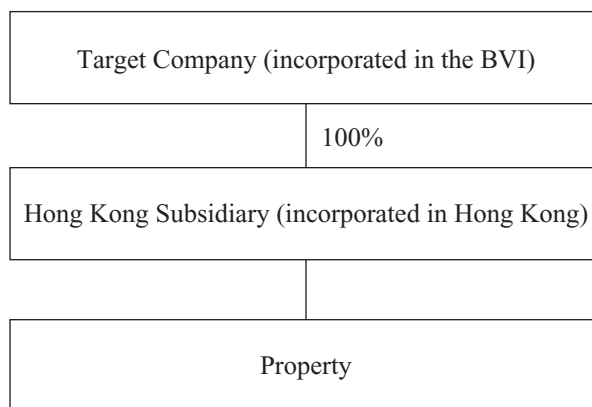 Target Company (incorporated in the BVI)
100%
Hong Kong Subsidiary (incorporated in Hong Kong)
Property